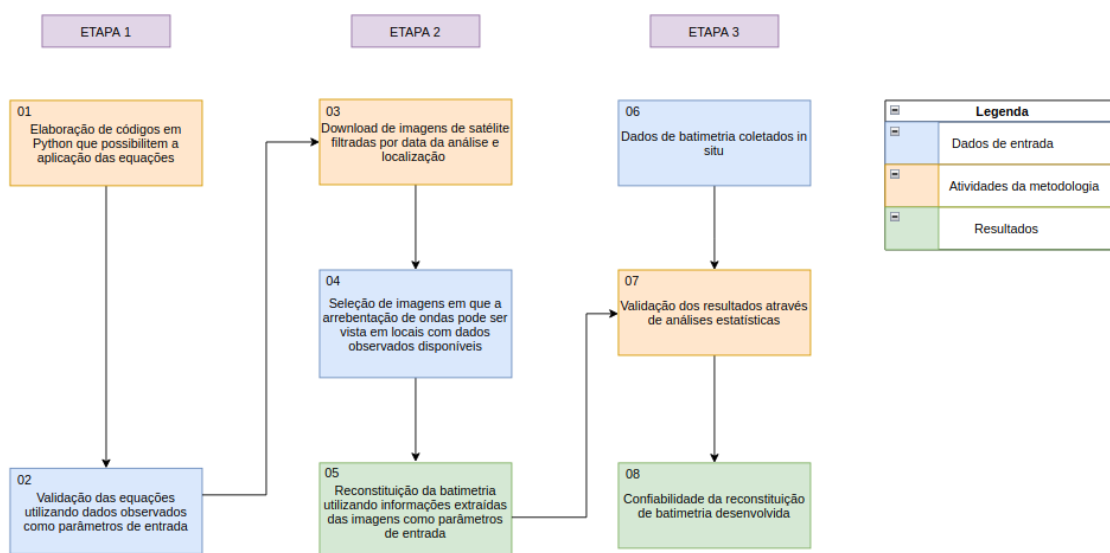 ETAPA 1
ETAPA 2
ETAPA 3
01
Elaboração de códigos em
Python que possibilitem a
aplicação das equações
02
Validação das equações
utilizando dados observados
como parâmetros de entrada
03
Download de imagens de satélite
filtradas por data da análise e
localização
04
Seleção de imagens em que a
arrebentação de ondas pode ser
vista em locais com dados
observados disponíveis
05
Reconstituição da batimetria
utilizando informações extraídas
das imagens como parâmetros
de entrada
06
Dados de batimetria coletados in
situ
07
Validação dos resultados através
de análises estatísticas
08
Confiabilidade da reconstituição
de batimetria desenvolvida
Legenda
Dados de entrada
Atividades da metodologia
Resultados